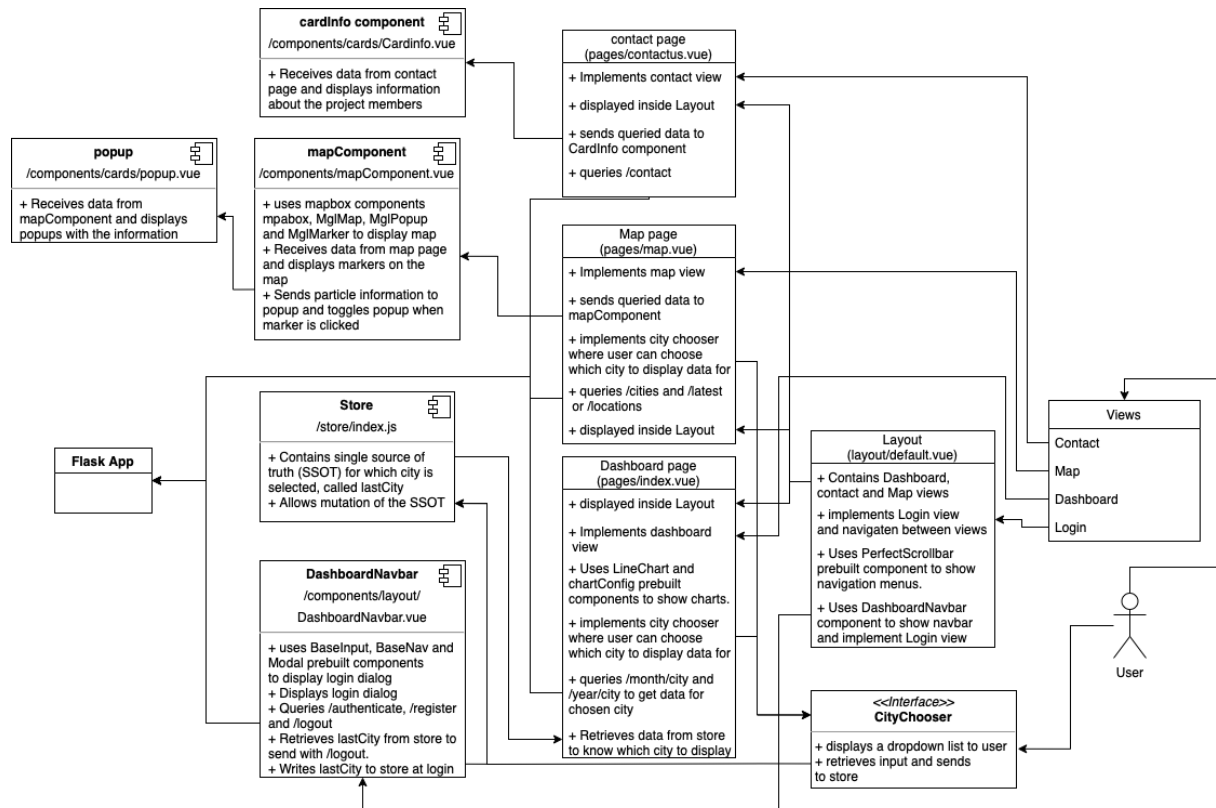 cardInfo component
/components/cards/Cardinfo.vue
+ Receives data from contact
page and displays information
about the project members
contact page
(pages/contactus.vue)
+ Implements contact view
+ displayed inside Layout
+ sends queried data to
CardInfo component
+ queries /contact
popup
/components/cards/popup.vue
+ Receives data from
mapComponent and displays
popups with the information
mapComponent
/components/mapComponent.vue
+ uses mapbox components
mpabox, MglMap, MglPopup
and MglMarker to display map
+ Receives data from map page
and displays markers on the
map
+ Sends particle information to
popup and toggles popup when
marker is clicked
Map page
(pages/map.vue)
+ Implements map view
+ sends queried data to
mapComponent
+ implements city chooser
where user can choose
which city to display data for
+ queries /cities and /latest
or /locations
+ displayed inside Layout
Store
/store/index.js
+ Contains single source of
truth (SSOT) for which city is
selected, called lastCity
+ Allows mutation of the SSOT
Flask App
Dashboard page
(pages/index.vue)
+ displayed inside Layout
+ Implements dashboard
view
+ Uses LineChart and
chartConfig prebuilt
components to show charts.
+ implements city chooser
where user can choose
which city to display data for
+ queries /month/city and
/year/city to get data for
chosen city
+ Retrieves data from store
to know which city to display
Layout
(layout/default.vue)
+ Contains Dashboard,
contact and Map views
+ implements Login view
and navigaten between views
+ Uses PerfectScrollbar
prebuilt component to show
navigation menus.
+ Uses DashboardNavbar
component to show navbar
and implement Login view
Views
Contact
Map
Dashboard
Login
User
DashboardNavbar
/components/layout/
DashboardNavbar.vue
+ uses BaseInput, BaseNav and
Modal prebuilt components
to display login dialog
+ Displays login dialog
+ Queries /authenticate, /register
and /logout
+ Retrieves lastCity from store to
send with /logout.
+ Writes lastCity to store at login
<<Interface>>
CityChooser
+ displays a dropdown list to user
+ retrieves input and sends
to store